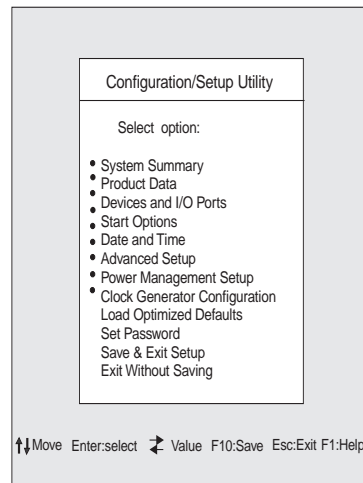 Configuration/Setup Utility
Select option:
• System Summary
• Product Data
• Devices and I/O Ports
• Start Options
• Date and Time
• Advanced Setup
• Power Management Setup
• Clock Generator Configuration
Load Optimized Defaults
Set Password
Save & Exit Setup
Exit Without Saving
↑↓Move Enter:select ⇄ Value F10:Save Esc:Exit F1:Help